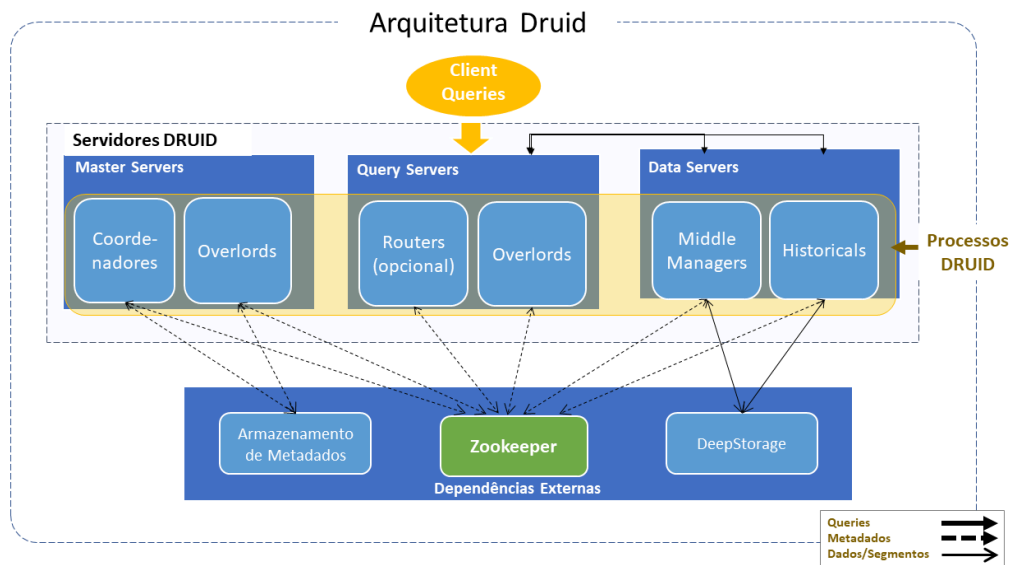 Arquitetura Druid
Client
Queries
Servidores DRUID
Master Servers
Query Servers
Data Servers
Coorde-
nadores
Overlords
Routers
(opcional)
Overlords
Middle
Managers
Historicals
Processos
DRUID
Armazenamento
de Metadados
Zookeeper
DeepStorage
Dependências Externas
Queries
Metadados
Dados/Segmentos